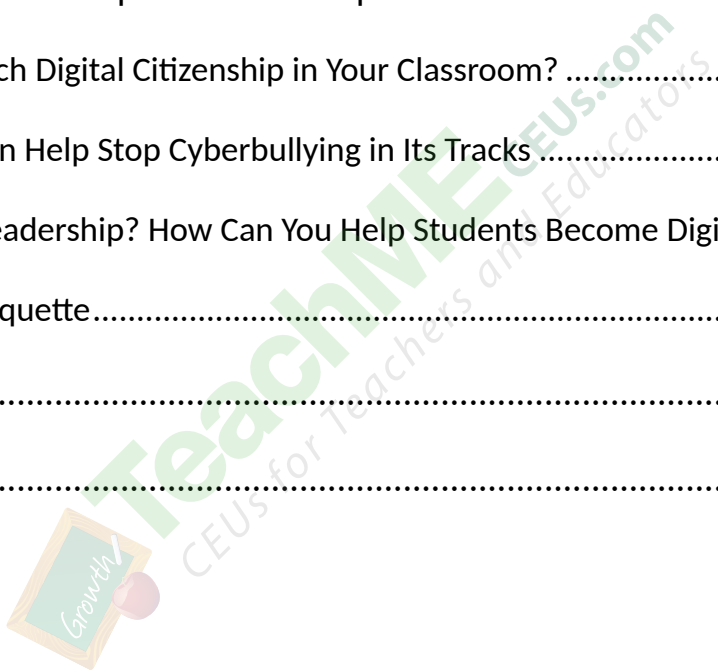 ch Digital Citizenship in Your Classroom? ..................
n Help Stop Cyberbullying in Its Tracks .....................
eadership? How Can You Help Students Become Digi
quette........................................................................
..................................................................................
..................................................................................
TeachMECEUs.com
CEUs for Teachers and Educators
Growth